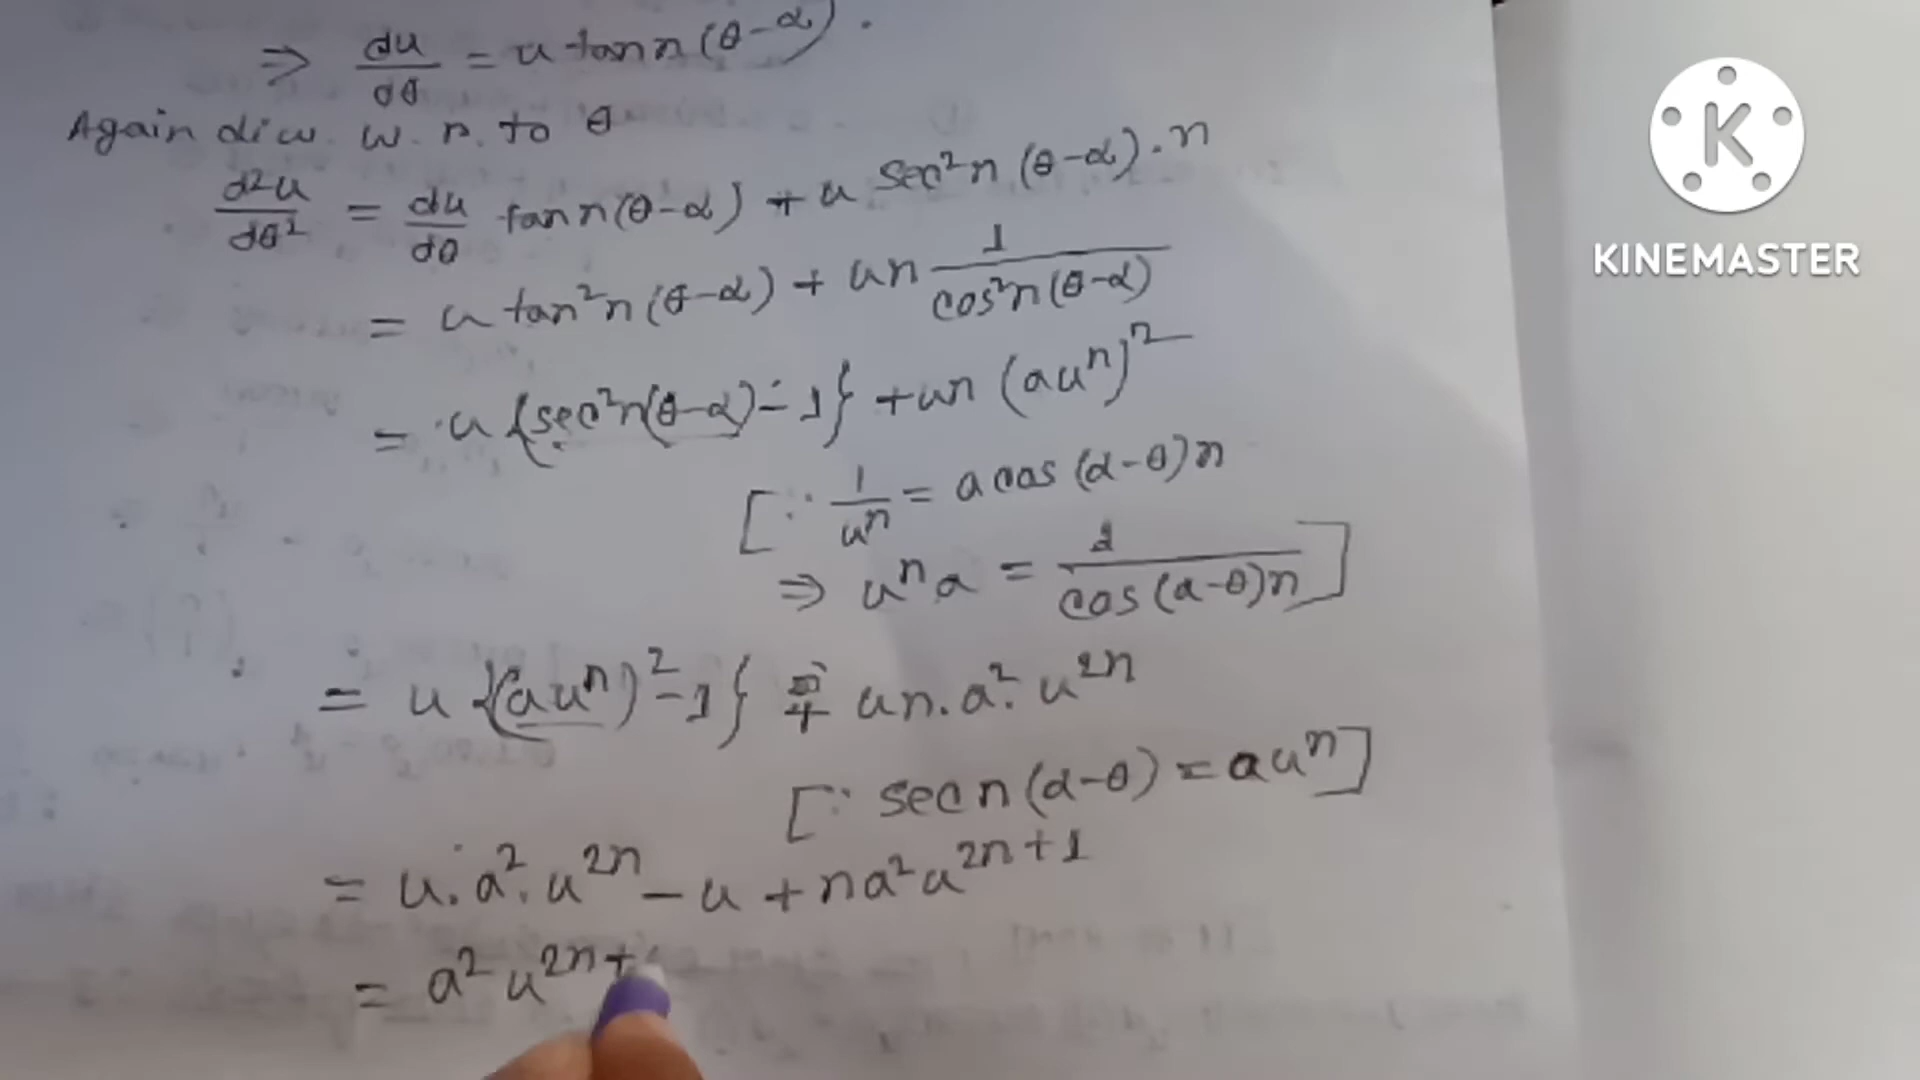 ⇒ du/dθ = u tan n(θ-α).
Again diw. w.r. to θ
d²u/dθ² = du/dθ tan n(θ-α) + u sec²n(θ-α).n
= u tan²n(θ-α) + un 1/cos²n(θ-α)
= u {sec²n(θ-α)-1} + un (auⁿ)²
[∵ 1/uⁿ = a cos (α-θ)n
⇒ uⁿa = 1/cos(α-θ)n]
= u {(auⁿ)²-1} + un.a².u²ⁿ
[∵ sec n(α-θ) = auⁿ]
= u.a².u²ⁿ - u + na²u²ⁿ⁺¹
= a²u²ⁿ⁺
K
KINEMASTER